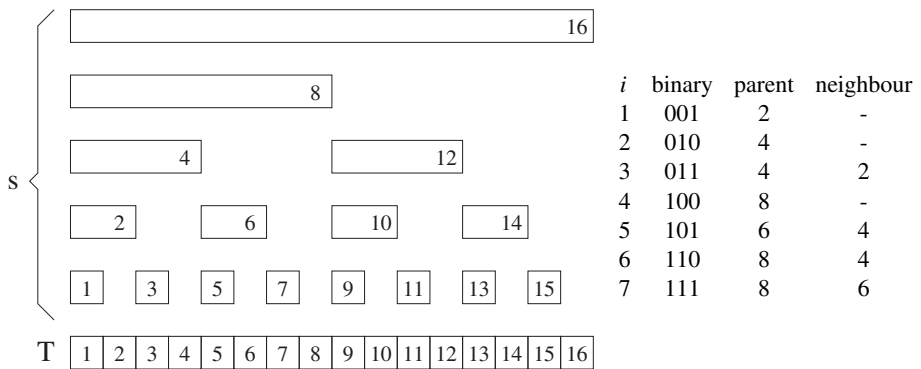 16
8
4 12
s
2 6 10 14
1 3 5 7 9 11 13 15
T 1 2 3 4 5 6 7 8 9 10 11 12 13 14 15 16
i binary parent neighbour
1 001 2 -
2 010 4 -
3 011 4 2
4 100 8 -
5 101 6 4
6 110 8 4
7 111 8 6